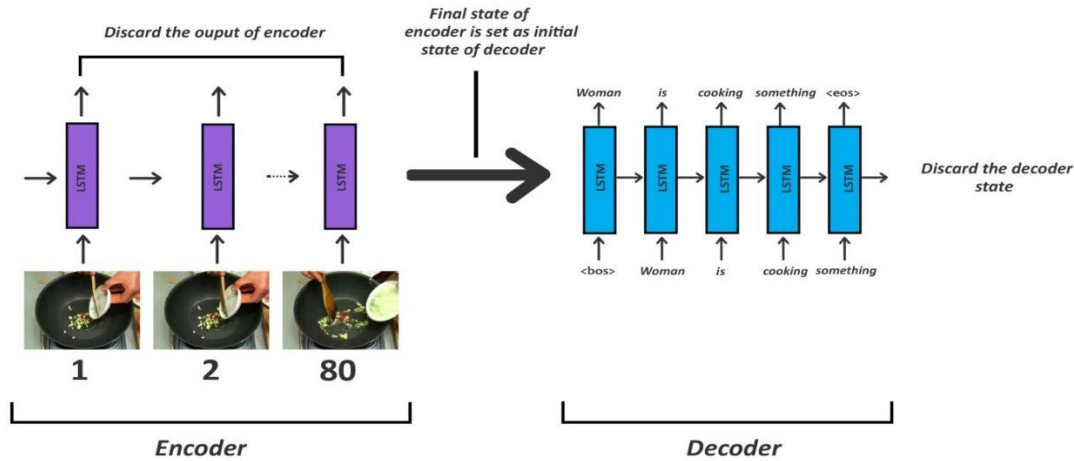 Discard the ouput of encoder
Final state of
encoder is set as initial
state of decoder
LSTM
LSTM
LSTM
1
2
80
Encoder
Woman is cooking something <eos>
LSTM
LSTM
LSTM
LSTM
LSTM
<bos> Woman is cooking something
Discard the decoder
state
Decoder